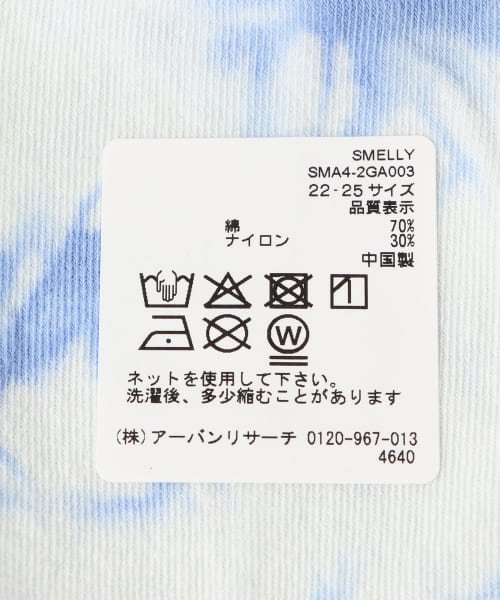 SMELLY
SMA4-2GA003
22-25サイズ
品質表示
綿 70%
ナイロン 30%
中国製
W
ネットを使用して下さい。
洗濯後、多少縮むことがあります
(株)アーバンリサーチ 0120-967-013
4640